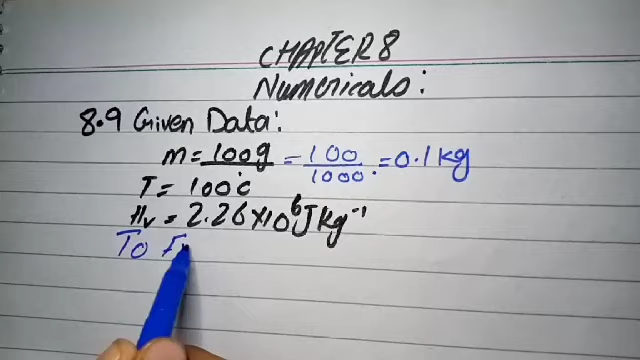 CHAPTER 8
Numericals:
8.9 Given Data:
m = 100g = 100/1000 = 0.1 kg
T = 100°C
Hv = 2.26×10⁶ J kg⁻¹
To F